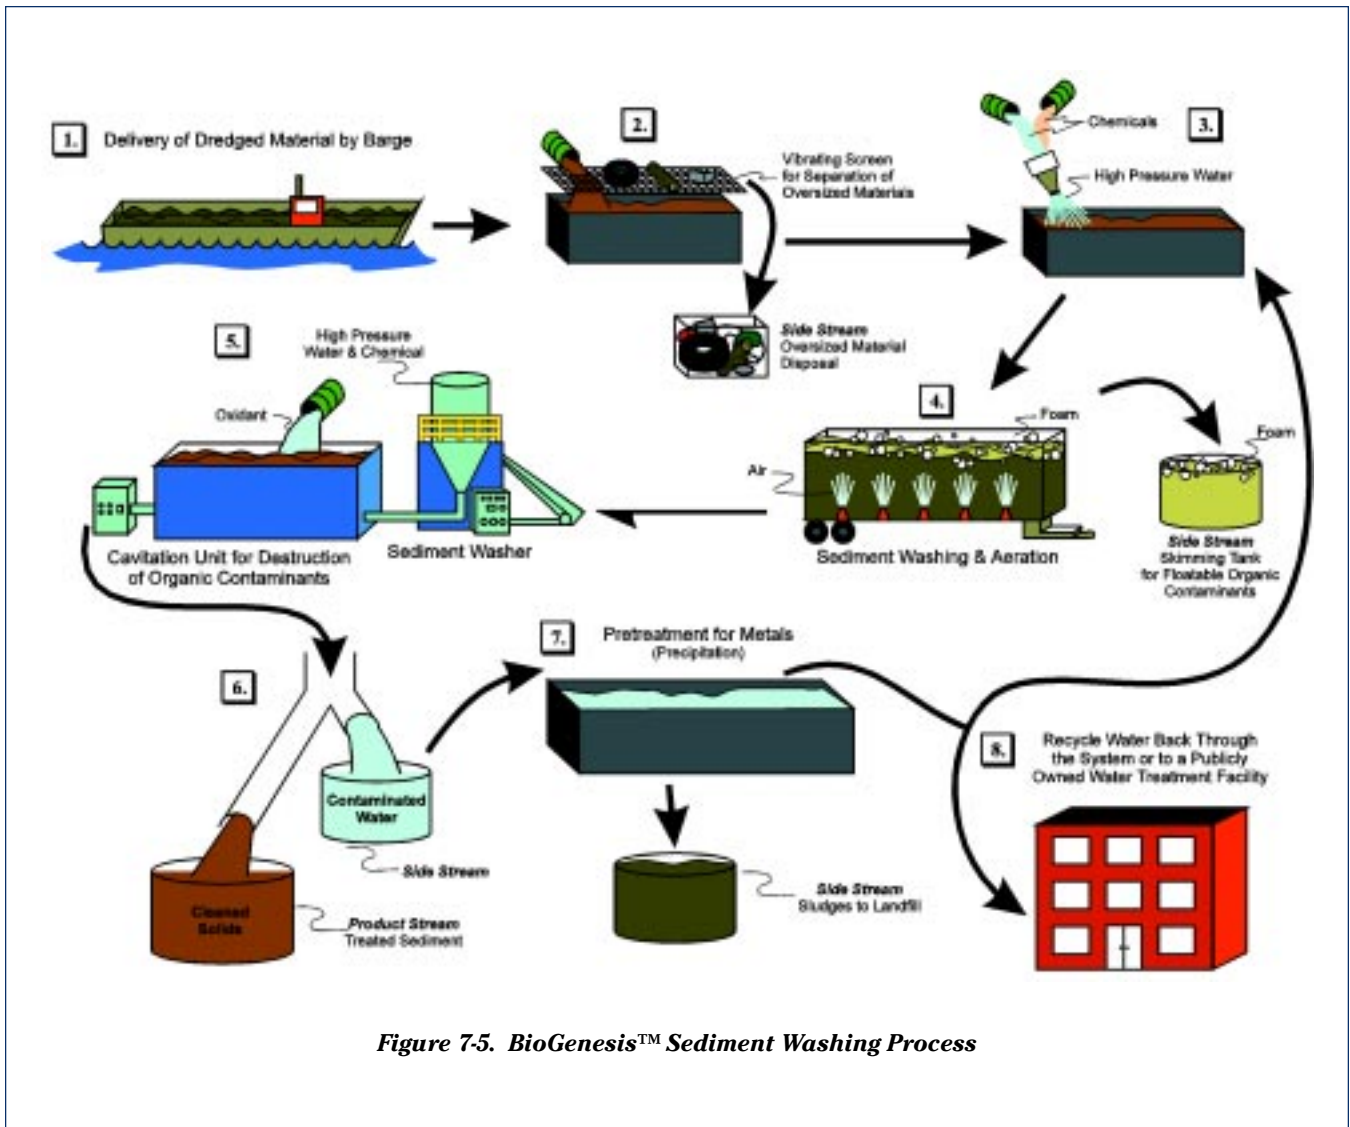 1. Delivery of Dredged Material by Barge
2.
Vibrating Screen
for Separation of
Oversized Materials
Side Stream
Oversized Material
Disposal
3.
Chemicals
High Pressure Water
4.
Foam
Air
Sediment Washing & Aeration
Foam
Side Stream
Skimming Tank
for Floatable Organic
Contaminants
5.
High Pressure
Water & Chemical
Oxidant
Sediment Washer
Cavitation Unit for Destruction
of Organic Contaminants
6.
Contaminated
Water
Side Stream
Cleaned
Solids
Product Stream
Treated Sediment
7.
Pretreatment for Metals
(Precipitation)
Side Stream
Sludges to Landfill
8.
Recycle Water Back Through
the System or to a Publicly
Owned Water Treatment Facility
Figure 7-5. BioGenesis™ Sediment Washing Process